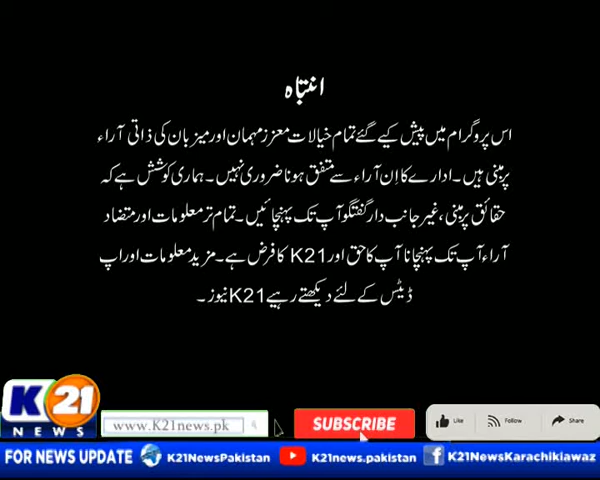 انتباہ
اس پروگرام میں پیش کیے گئے تمام خیالات معزز مہمان اور میزبان کی ذاتی آراء
پر مبنی ہیں۔ ادارے کا اِن آراء سے متفق ہونا ضروری نہیں۔ ہماری کوشش ہے کہ
حقائق پر مبنی، غیر جانب دار گفتگو آپ تک پہنچائیں۔ تمام تر معلومات اور متضاد
آراء آپ تک پہنچانا آپ کا حق اور K21 کا فرض ہے۔ مزید معلومات اور اپ
ڈیٹس کے لئے دیکھتے رہیے K21 نیوز۔
K21
NEWS
www.K21news.pk
SUBSCRIBE
Like
Follow
Share
FOR NEWS UPDATE
K21NewsPakistan
K21news.pakistan
K21NewsKarachikiawaz